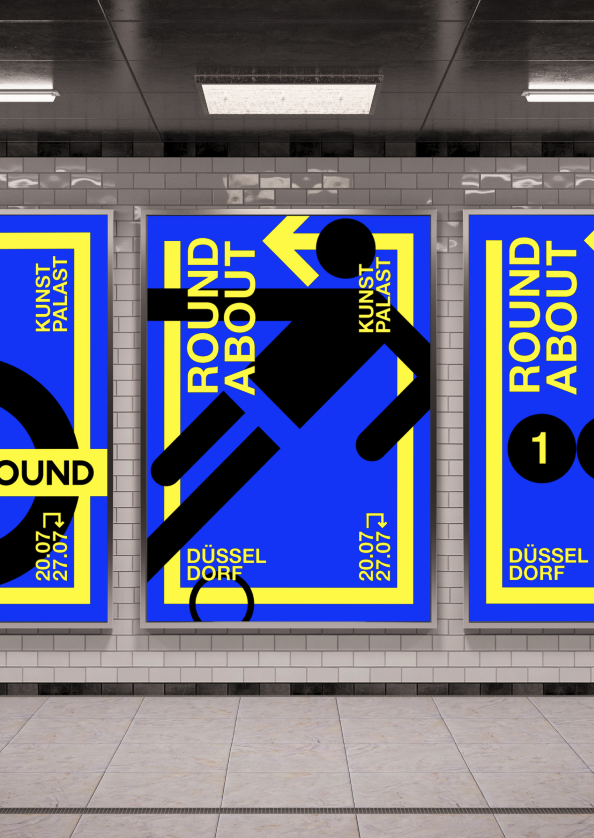 KUNST
PALAST
OUND
20.07
27.07
ROUND
ABOUT
KUNST
PALAST
DÜSSEL
DORF
20.07
27.07
ROUND
ABOUT
1
DÜSSEL
DORF